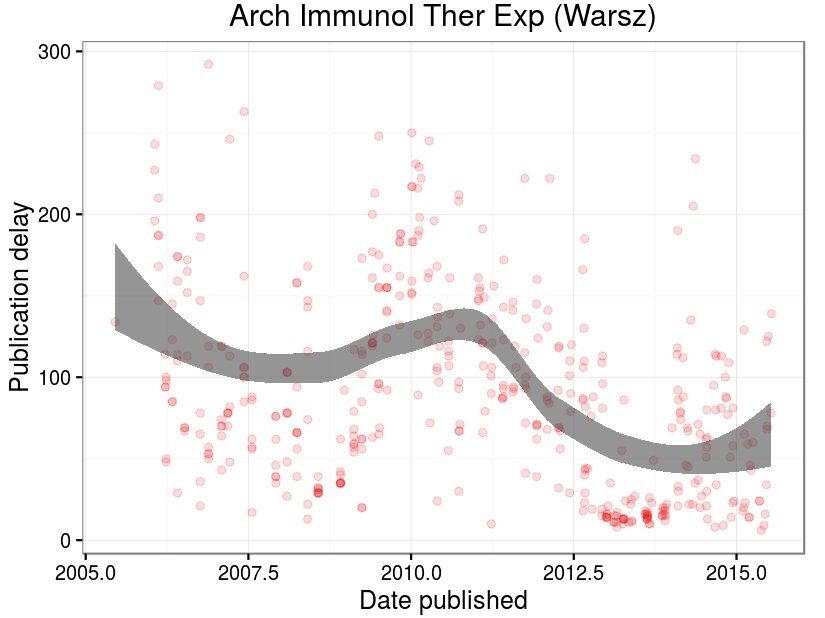 Arch Immunol Ther Exp (Warsz)
300
200
100
0
Publication delay
2005.0 2007.5 2010.0 2012.5 2015.0
Date published